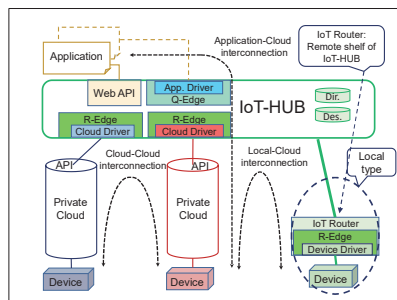 Application-Cloud
interconnection
IoT Router:
Remote shelf of
IoT-HUB
Application
Web API
App. Driver
Q-Edge
IoT-HUB
Dir.
Des.
R-Edge
Cloud Driver
R-Edge
Cloud Driver
API
Cloud-Cloud
interconnection
API
Local-Cloud
interconnection
Local
type
Private
Cloud
Private
Cloud
IoT Router
R-Edge
Device Driver
Device
Device
Device